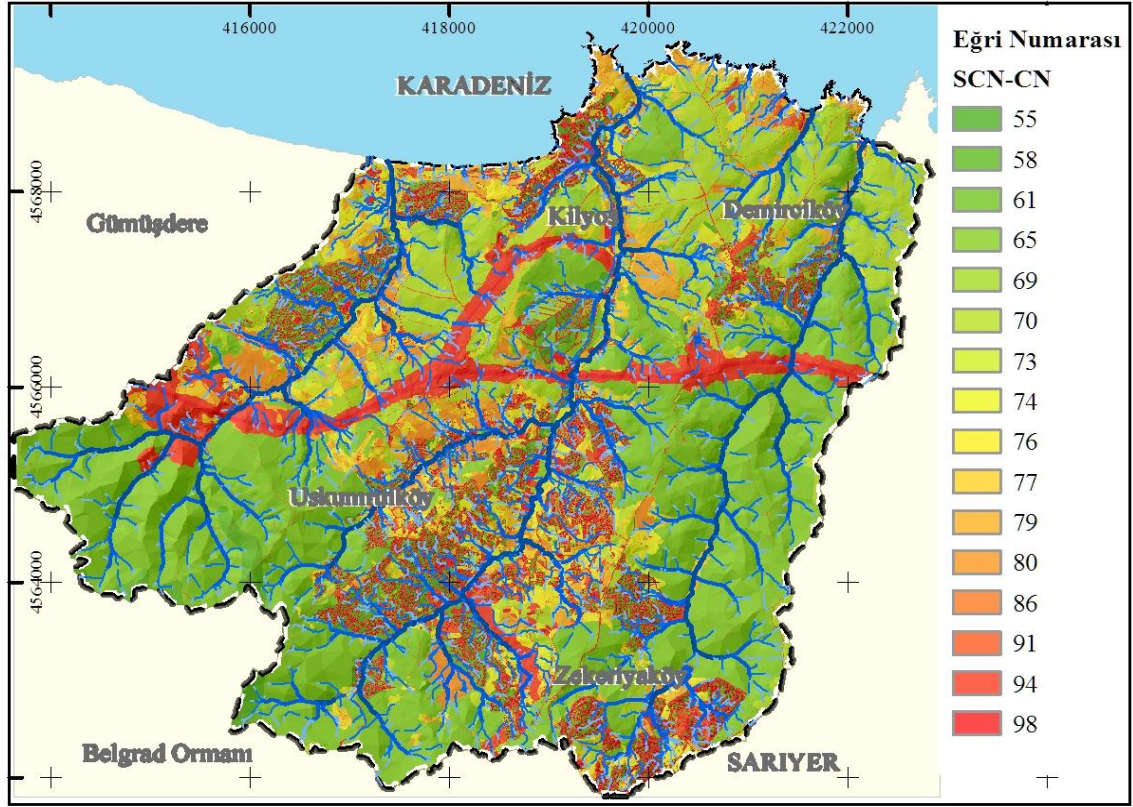 416000
418000
420000
422000
4568000
4566000
4564000
KARADENİZ
Gümüşdere
Kilyos
Demirciköy
Uskumruköy
Zekeriyaköy
Belgrad Ormanı
SARIYER
Eğri Numarası
SCN-CN
55
58
61
65
69
70
73
74
76
77
79
80
86
91
94
98